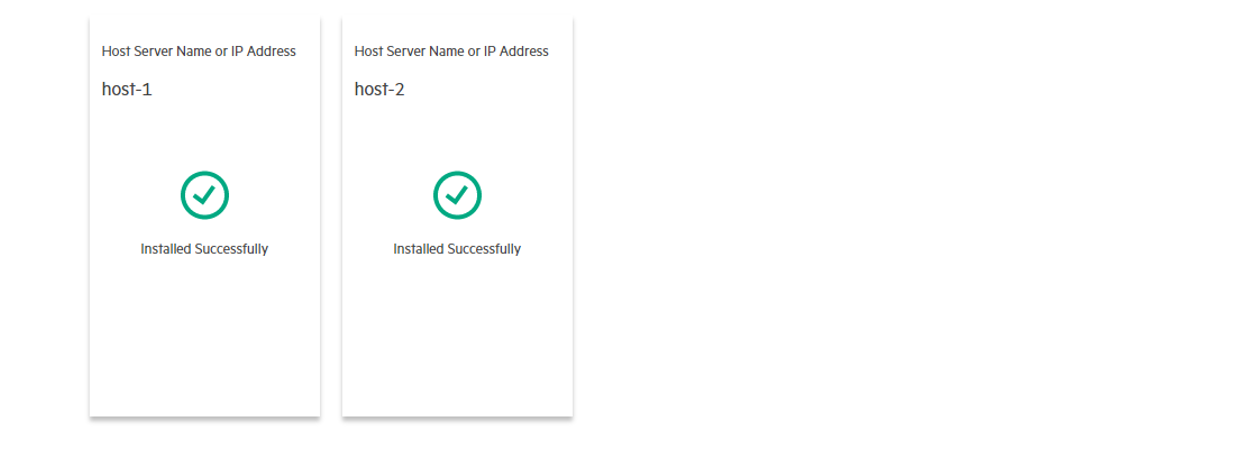 Host Server Name or IP Address
host-1
Installed Successfully
Host Server Name or IP Address
host-2
Installed Successfully